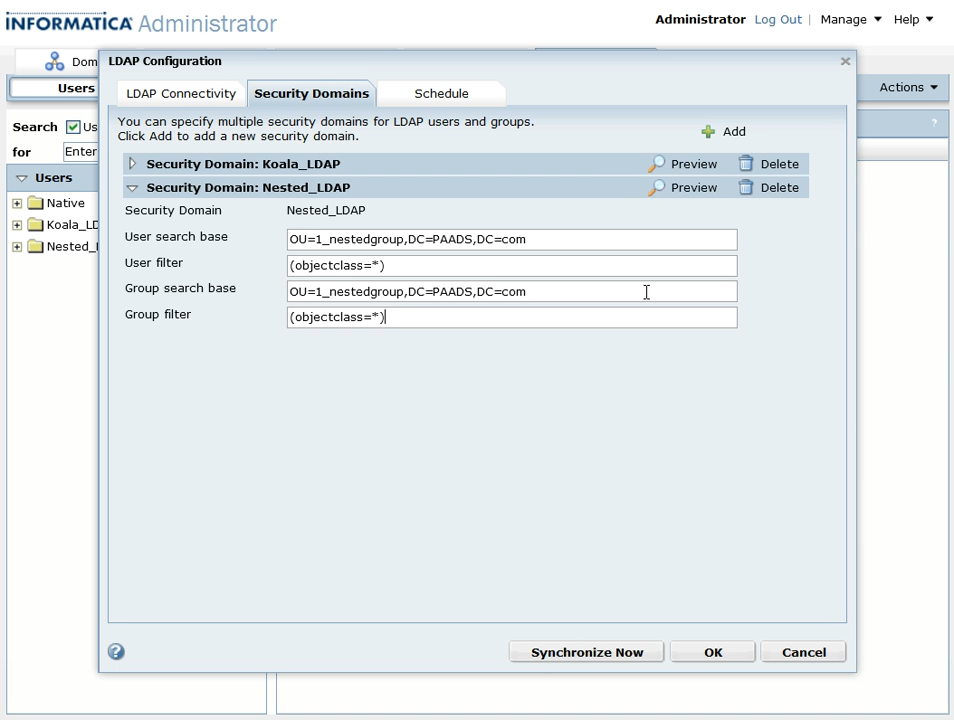 INFORMATICA Administrator
Administrator Log Out Manage Help
Dom
LDAP Configuration
Users
LDAP Connectivity Security Domains Schedule
Actions
Search Us
for Enter
You can specify multiple security domains for LDAP users and groups.
Click Add to add a new security domain.
Add
?
Security Domain: Koala_LDAP Preview Delete
Users
Security Domain: Nested_LDAP Preview Delete
Native
Security Domain Nested_LDAP
Koala_LD
User search base OU=1_nestedgroup,DC=PAADS,DC=com
Nested_
User filter (objectclass=*)
Group search base OU=1_nestedgroup,DC=PAADS,DC=com
Group filter (objectclass=*)
? Synchronize Now OK Cancel